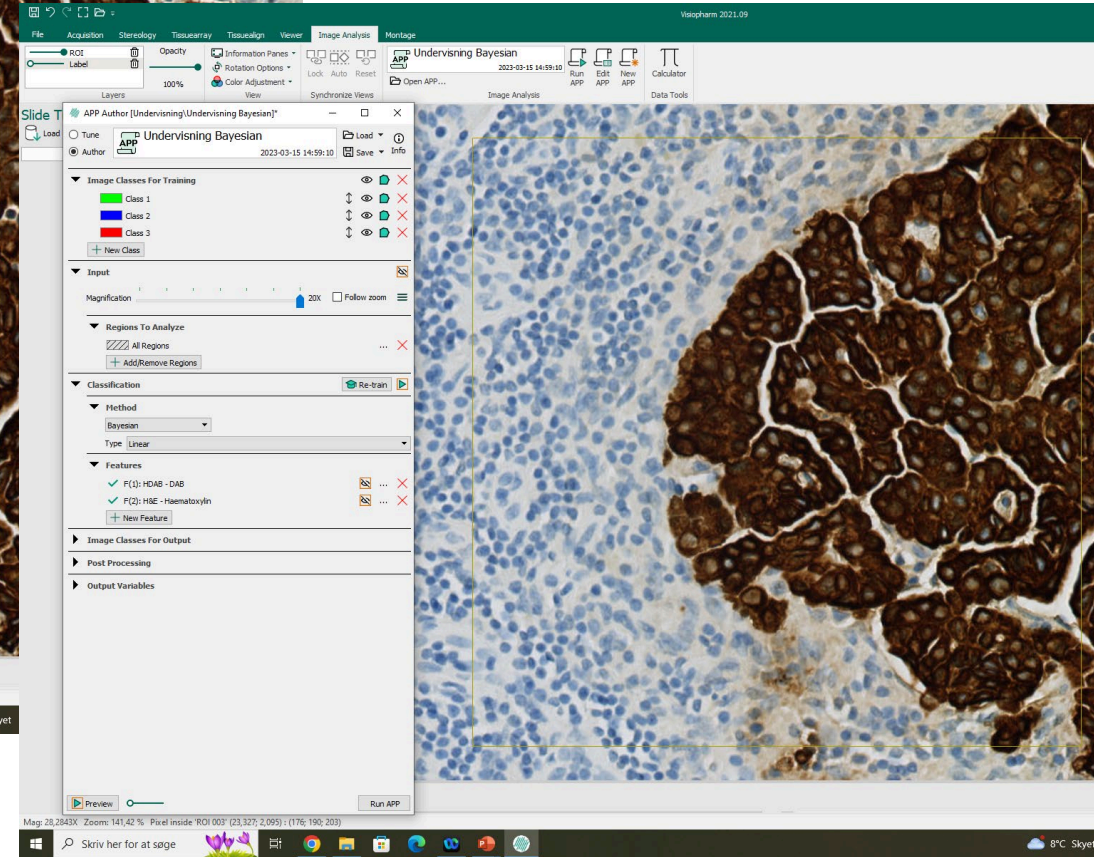 Visiopharm 2021.09
File Acquisition Stereology Tissuearray Tissuealign Viewer Image Analysis Montage
ROI
Label
Layers
Opacity
100%
Information Panes
Rotation Options
Color Adjustment
View
Lock Auto Reset
Synchronize Views
APP
Undervisning Bayesian
2023-03-15 14:59:10
Open APP...
Run APP
Edit APP
New APP
Image Analysis
Calculator
Data Tools
Slide T
Load
APP Author [Undervisning\Undervisning Bayesian]*
Tune
Author
APP
Undervisning Bayesian
2023-03-15 14:59:10
Load
Save
Info
Image Classes For Training
Class 1
Class 2
Class 3
+ New Class
Input
Magnification 20X Follow zoom
Regions To Analyze
All Regions ...
+ Add/Remove Regions
Classification Re-train
Method
Bayesian
Type Linear
Features
F(1): HDAB - DAB ...
F(2): H&E - Haematoxylin ...
+ New Feature
Image Classes For Output
Post Processing
Output Variables
Preview Run APP
Mag: 28,2843X Zoom: 141,42 % Pixel inside 'ROI 003' (23,327; 2,095) : (176; 190; 203)
Skriv her for at søge
8°C Skyet
yet